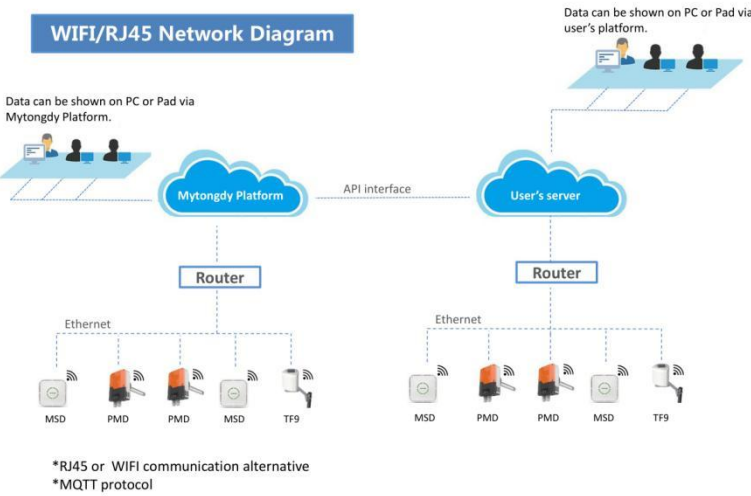 WIFI/RJ45 Network Diagram
Data can be shown on PC or Pad via
user's platform.
Data can be shown on PC or Pad via
Mytongdy Platform.
Mytongdy Platform
API interface
User's server
Router
Router
Ethernet
Ethernet
MSD
PMD
PMD
MSD
TF9
MSD
PMD
PMD
MSD
TF9
*RJ45 or WIFI communication alternative
*MQTT protocol